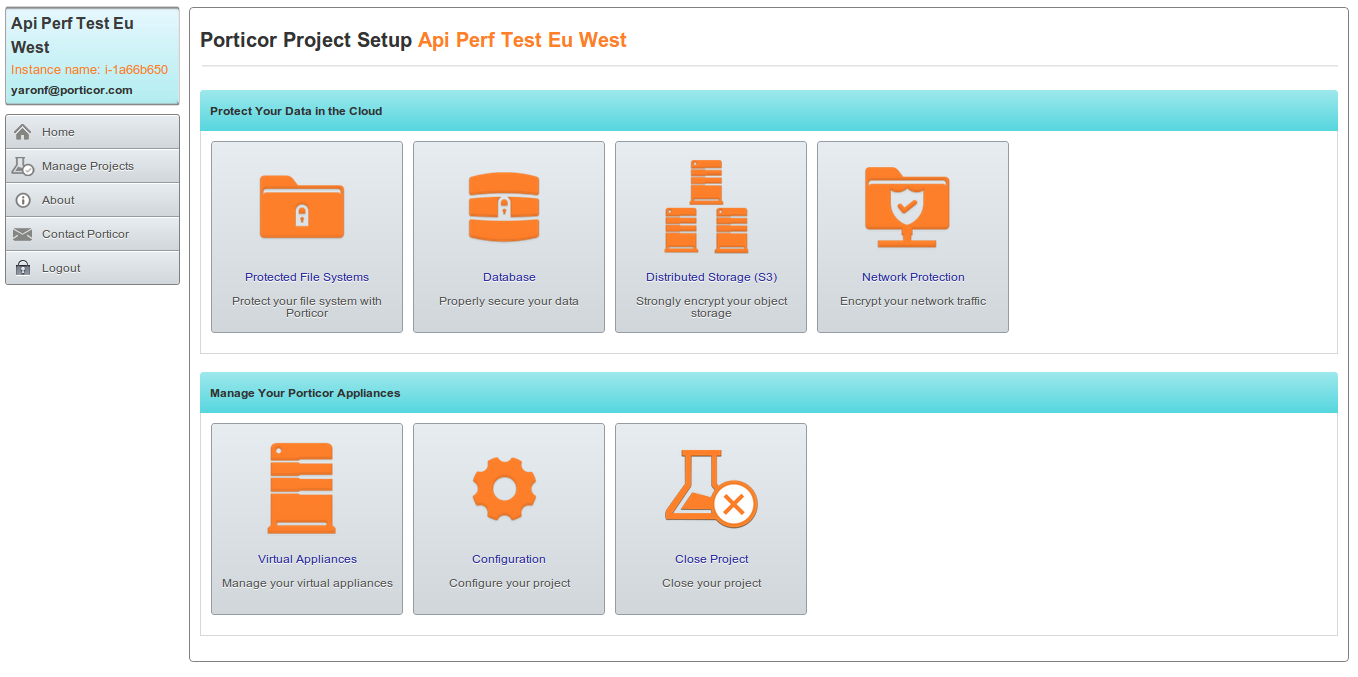 Api Perf Test Eu
West
Instance name: i-1a66b650
yaronf@porticor.com
Home
Manage Projects
About
Contact Porticor
Logout
Porticor Project Setup Api Perf Test Eu West
Protect Your Data in the Cloud
Protected File Systems
Protect your file system with
Porticor
Database
Properly secure your data
Distributed Storage (S3)
Strongly encrypt your object
storage
Network Protection
Encrypt your network traffic
Manage Your Porticor Appliances
Virtual Appliances
Manage your virtual appliances
Configuration
Configure your project
Close Project
Close your project